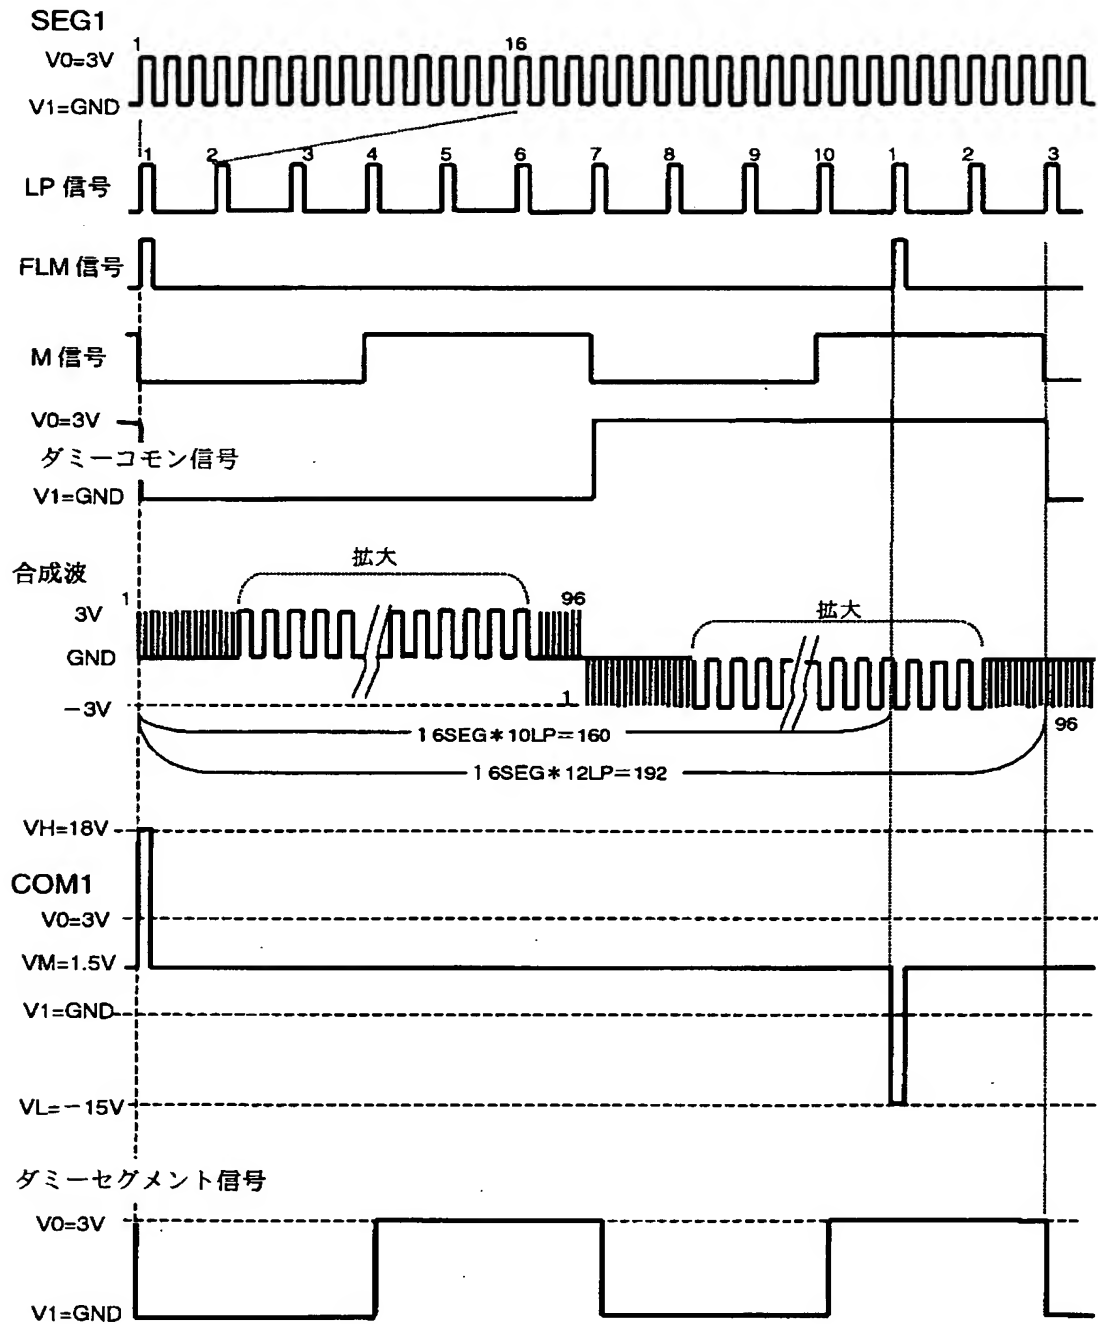 SEG1
1 16
V0=3V
V1=GND
1 2 3 4 5 6 7 8 9 10 1 2 3
LP 信号
FLM 信号
M 信号
V0=3V
ダミーコモン信号
V1=GND
合成波
拡大
1 96
3V
拡大
GND
1
−3V
96
16SEG*10LP=160
16SEG*12LP=192
VH=18V
COM1
V0=3V
VM=1.5V
V1=GND
VL=−15V
ダミーセグメント信号
V0=3V
V1=GND